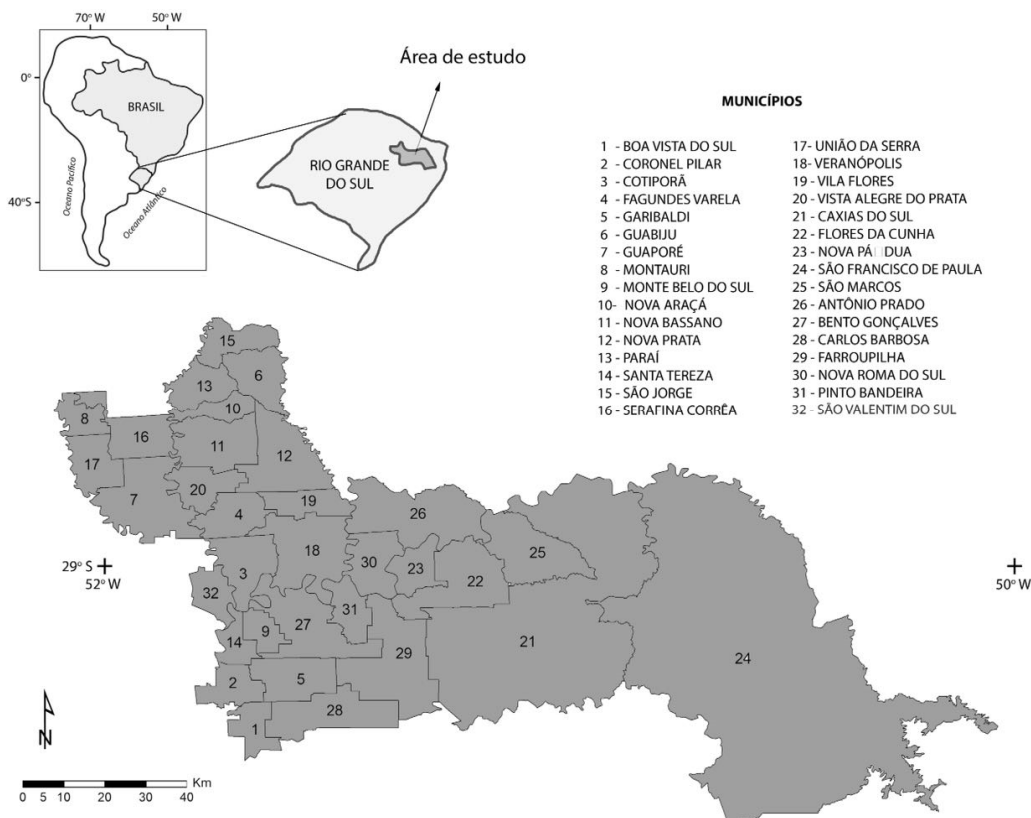 70º W 50º W
Área de estudo
0º
BRASIL
RIO GRANDE
DO SUL
Oceano Pacífico
Oceano Atlântico
40ºS
MUNICÍPIOS
1 - BOA VISTA DO SUL
2 - CORONEL PILAR
3 - COTIPORÃ
4 - FAGUNDES VARELA
5 - GARIBALDI
6 - GUABIJU
7 - GUAPORÉ
8 - MONTAURI
9 - MONTE BELO DO SUL
10- NOVA ARAÇÁ
11 - NOVA BASSANO
12 - NOVA PRATA
13 - PARAÍ
14 - SANTA TEREZA
15 - SÃO JORGE
16 - SERAFINA CORRÊA
17- UNIÃO DA SERRA
18- VERANÓPOLIS
19 - VILA FLORES
20 - VISTA ALEGRE DO PRATA
21 - CAXIAS DO SUL
22 - FLORES DA CUNHA
23 - NOVA
24 - SÃO FRANCISCO DE PAULA
25 - SÃO MARCOS
26 - ANTÔNIO PRADO
27 - BENTO GONÇALVES
28 - CARLOS BARBOSA
29 - FARROUPILHA
30 - NOVA ROMA DO SUL
31 - PINTO BANDEIRA
32 - SÃO VALENTIM DO SUL
15
13
6
10
8
16
11
12
17
7
20
19
4
26
18
25
30
23
22
3
32
31
9
27
14
29
21
24
2
5
28
1
29º S
52º W
50º W
N
Km
0 5 10 20 30 40